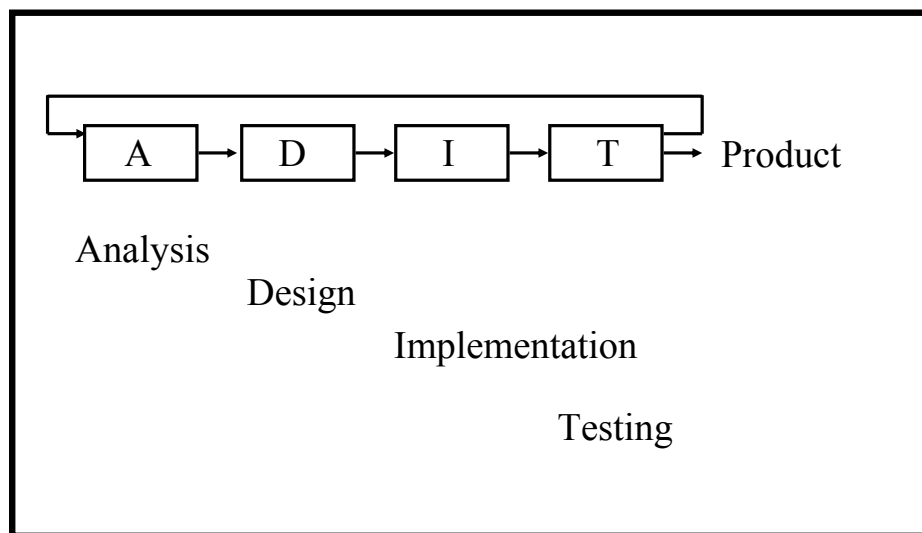 A D I T Product
Analysis
Design
Implementation
Testing